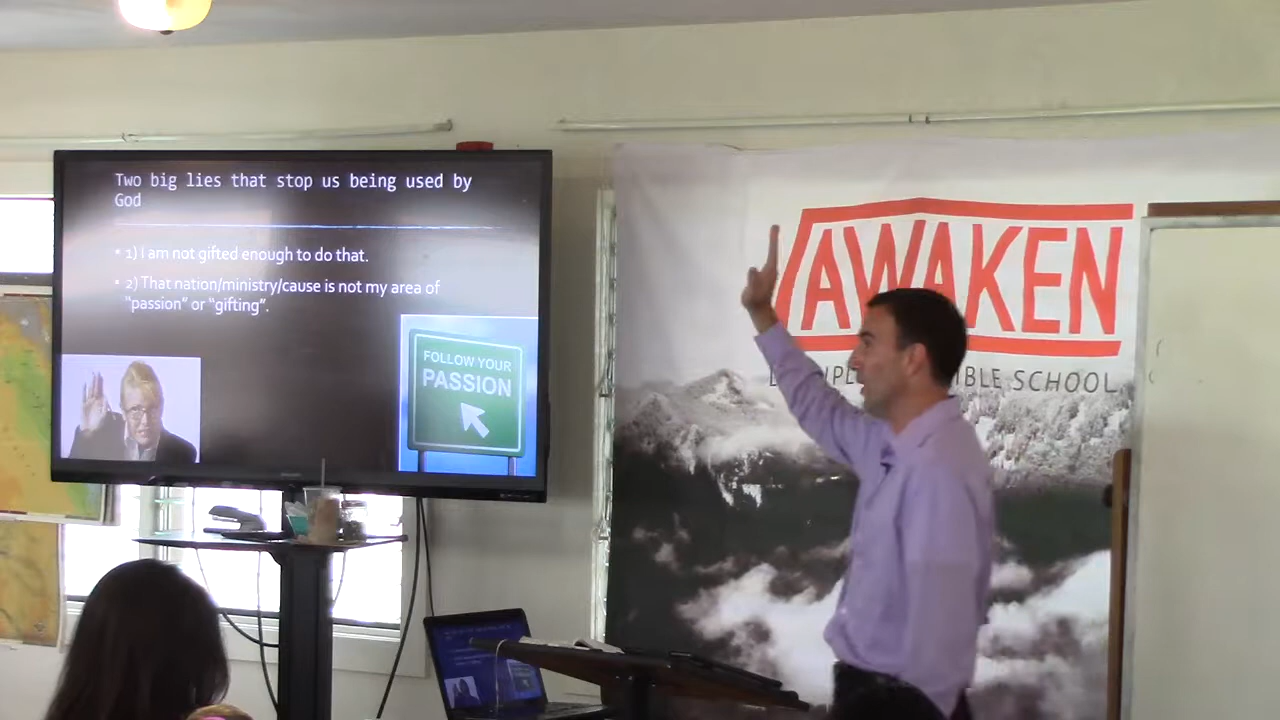 Two big lies that stop us being used by
God
• 1) I am not gifted enough to do that.
• 2) That nation/ministry/cause is not my area of
"passion" or "gifting".
FOLLOW YOUR
PASSION
AWAKEN
BIBLE SCHOOL